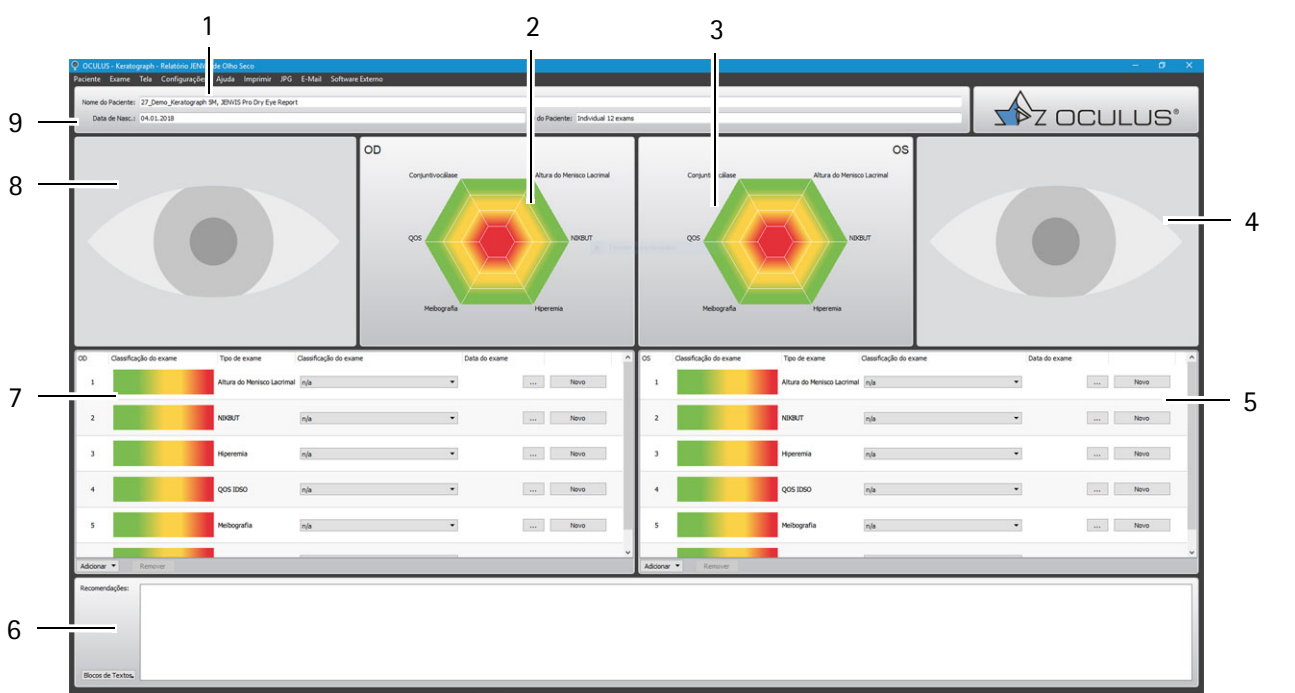 1
2
3
OCULUS - Keratograph - Relatório JENVIS de Olho Seco
Paciente Exame Tela Configurações Ajuda Imprimir JPG E-Mail Software Externo
Nome do Paciente: 27_Demo_Keratograph 5M, JENVIS Pro Dry Eye Report
OCULUS®
9
Data de Nasc.: 04.01.2018 do Paciente: Individual 12 exams
OD
OS
Conjuntivocálase Altura do Menisco Lacrimal
Conjuntivocálase Altura do Menisco Lacrimal
8
4
QOS NIKBUT
QOS NIKBUT
Meibografia Hiperemia
Meibografia Hiperemia
OD Classificação do exame Tipo de exame Classificação do exame Data do exame
1 Altura do Menisco Lacrimal n/a ... Novo
7
2 NIKBUT n/a ... Novo
3 Hiperemia n/a ... Novo
4 QOS IDSO n/a ... Novo
5 Meibografia n/a ... Novo
Adicionar Remover
OS Classificação do exame Tipo de exame Classificação do exame Data do exame
1 Altura do Menisco Lacrimal n/a ... Novo
5
2 NIKBUT n/a ... Novo
3 Hiperemia n/a ... Novo
4 QOS IDSO n/a ... Novo
5 Meibografia n/a ... Novo
Adicionar Remover
Recomendações:
6
Blocos de Textos